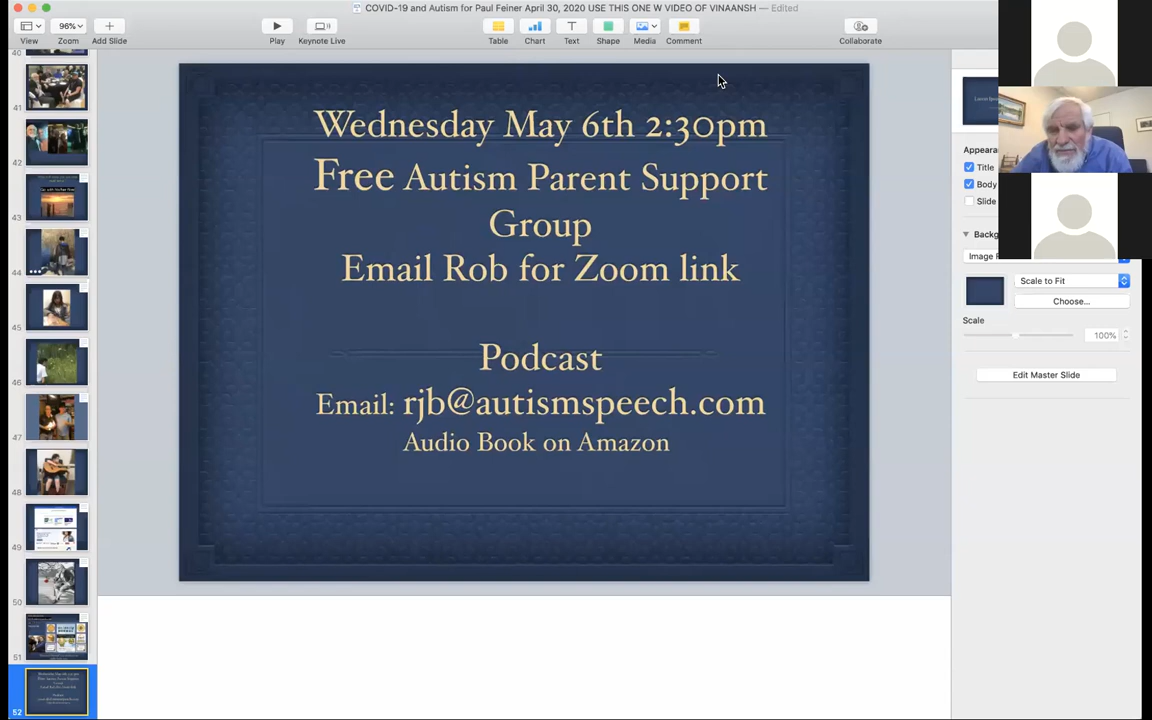 COVID-19 and Autism for Paul Feiner April 30, 2020 USE THIS ONE W VIDEO OF VINAANSH — Edited
96%
View Zoom Add Slide
Play Keynote Live
Table Chart Text Shape Media Comment
Collaborate
Wednesday May 6th 2:30pm
Free Autism Parent Support
Group
Email Rob for Zoom link
Podcast
Email: rjb@autismspeech.com
Audio Book on Amazon
40
41
42
43
44
45
46
47
48
49
50
51
52
Appeara
Title
Body
Slide
Backg
Image F
Scale to Fit
Choose...
Scale
100%
Edit Master Slide